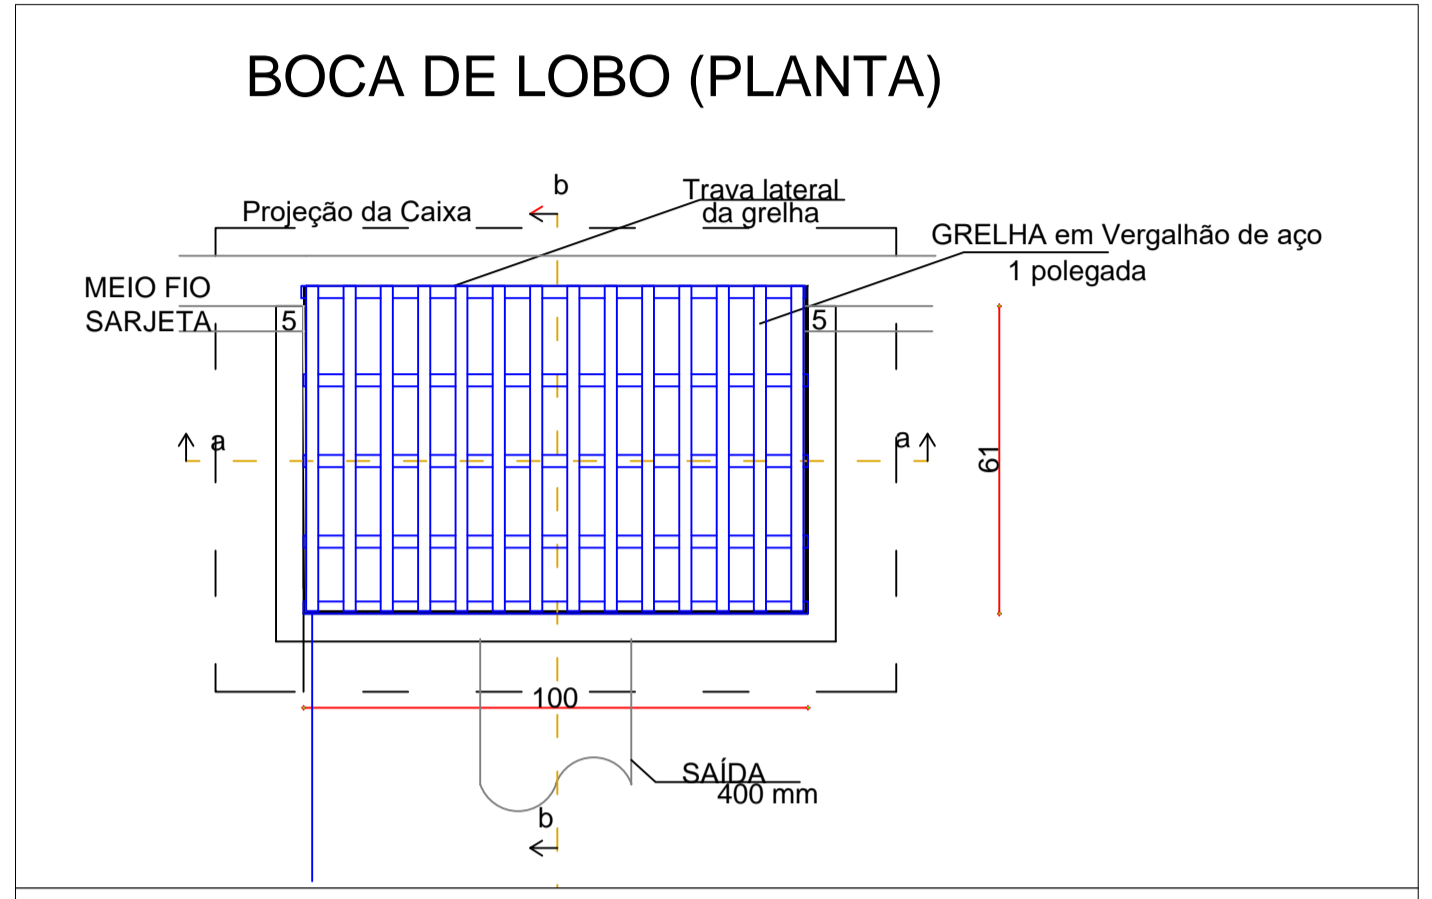 BOCA DE LOBO (PLANTA)
b
Trava lateral
da grelha
Projeção da Caixa
GRELHA em Vergalhão de aço
1 polegada
MEIO FIO
SARJETA
5
5
a
a
61
100
SAÍDA
400 mm
b